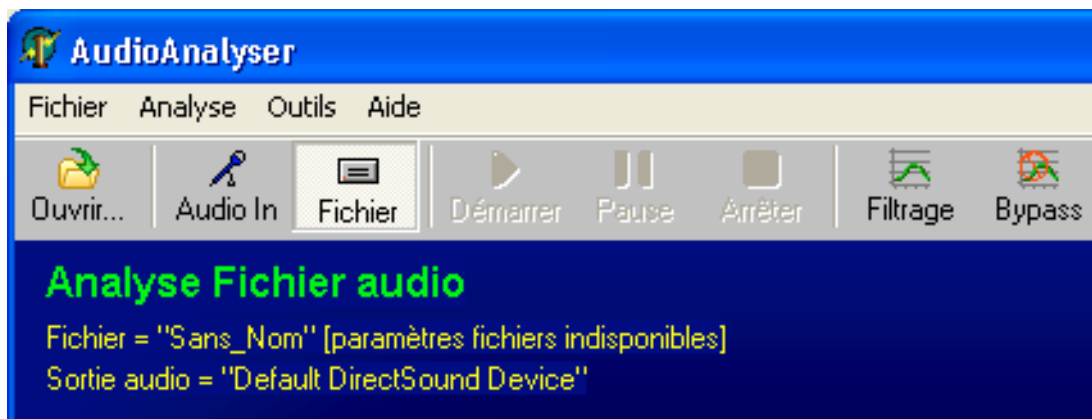 AudioAnalyser
Fichier Analyse Outils Aide
Ouvrir... Audio In Fichier Démarrer Pause Arrêter Filtrage Bypass
Analyse Fichier audio
Fichier = "Sans_Nom" [paramètres fichiers indisponibles]
Sortie audio = "Default DirectSound Device"